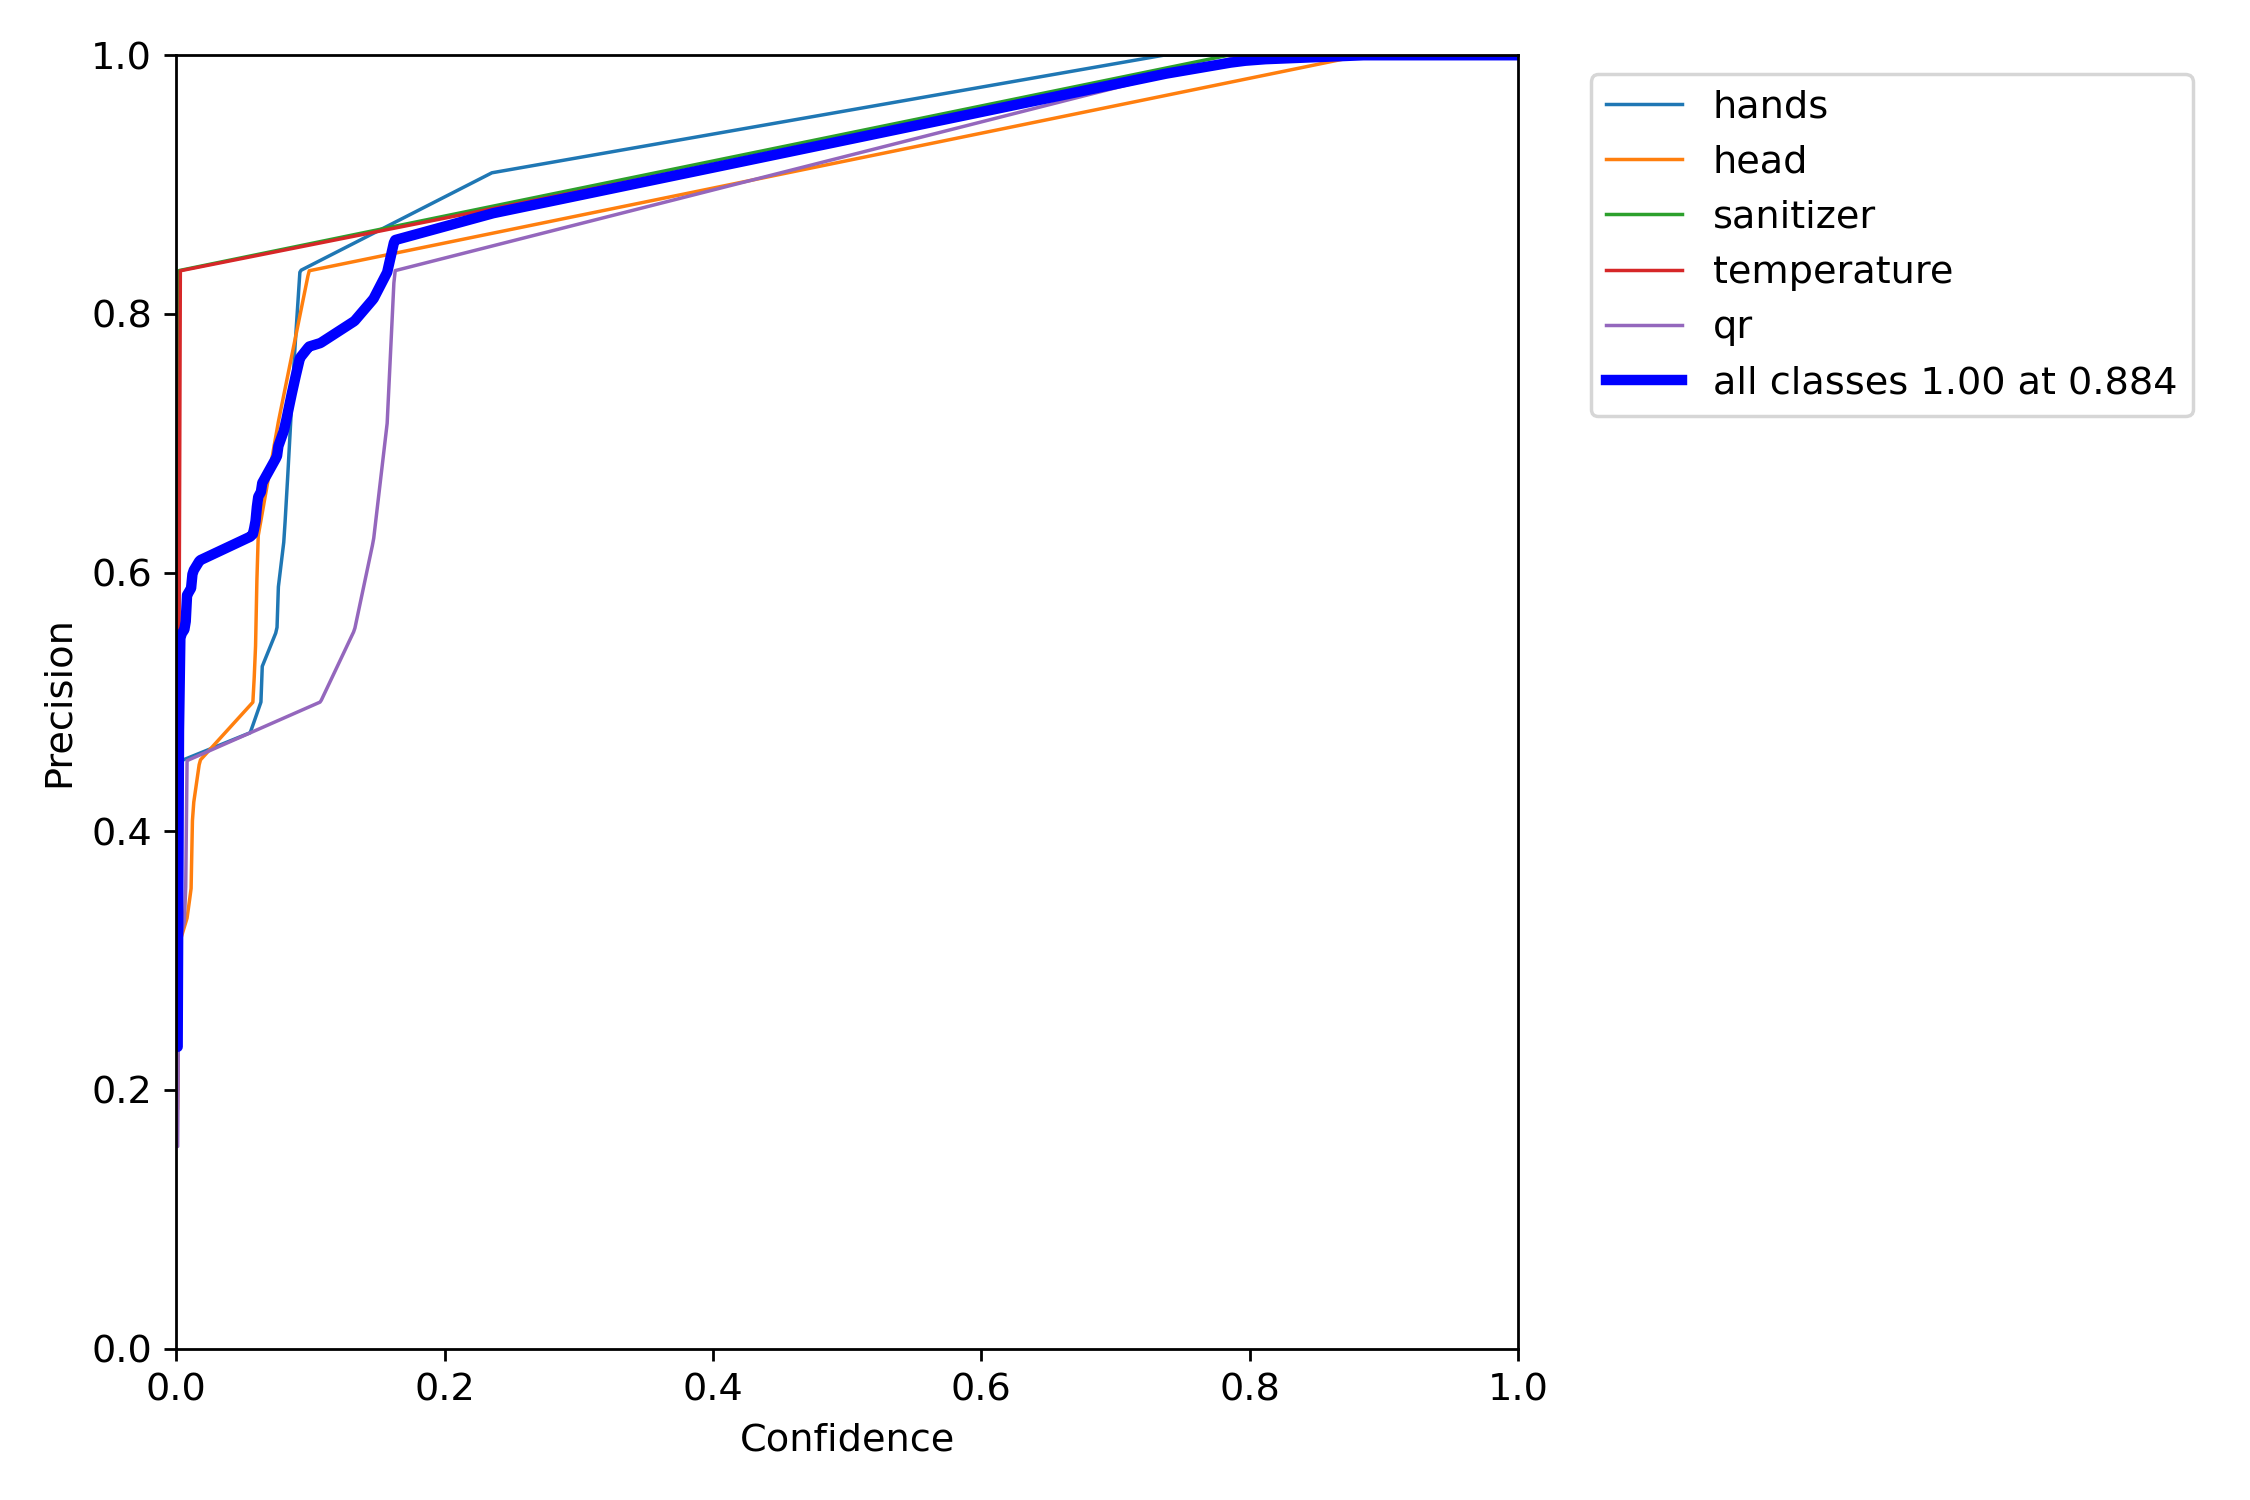 1.0
0.8
0.6
0.4
0.2
0.0
Precision
0.0 0.2 0.4 0.6 0.8 1.0
Confidence
hands
head
sanitizer
temperature
qr
all classes 1.00 at 0.884